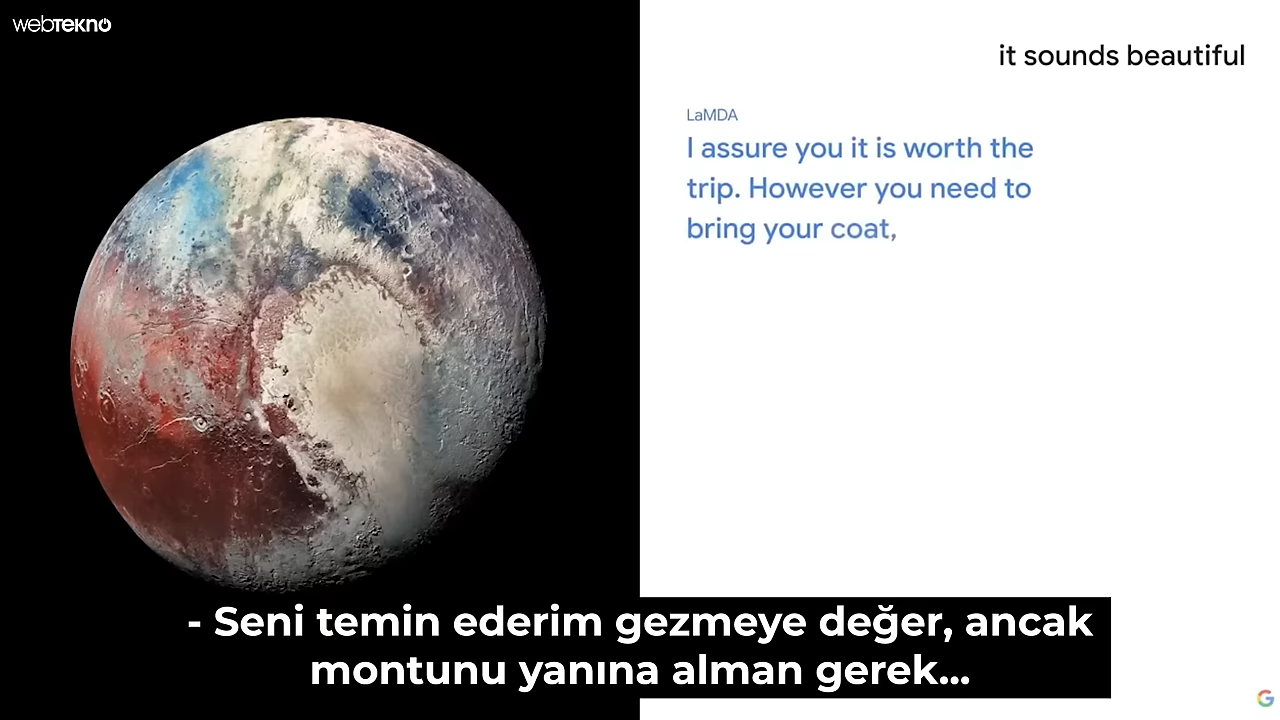 webtekno
it sounds beautiful
LaMDA
I assure you it is worth the
trip. However you need to
bring your coat,
- Seni temin ederim gezmeye değer, ancak
montunu yanına alman gerek...
G